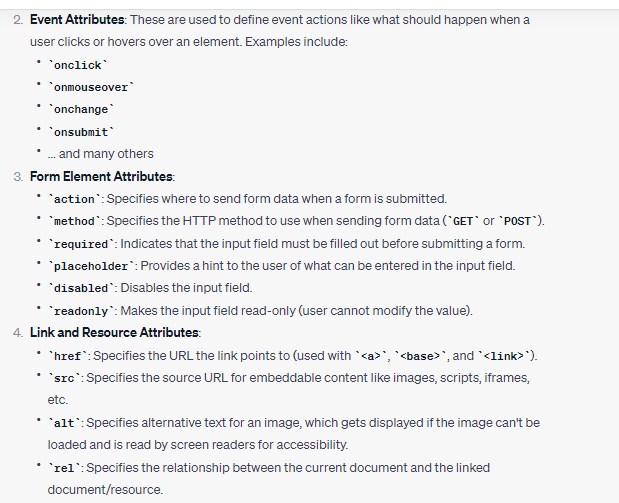 2. Event Attributes: These are used to define event actions like what should happen when a
user clicks or hovers over an element. Examples include:
• `onclick`
• `onmouseover`
• `onchange`
• `onsubmit`
• ... and many others
3. Form Element Attributes:
• `action`: Specifies where to send form data when a form is submitted.
• `method`: Specifies the HTTP method to use when sending form data (`GET` or `POST`).
• `required`: Indicates that the input field must be filled out before submitting a form.
• `placeholder`: Provides a hint to the user of what can be entered in the input field.
• `disabled`: Disables the input field.
• `readonly`: Makes the input field read-only (user cannot modify the value).
4. Link and Resource Attributes:
• `href`: Specifies the URL the link points to (used with `<a>`, `<base>`, and `<link>`).
• `src`: Specifies the source URL for embeddable content like images, scripts, iframes,
etc.
• `alt`: Specifies alternative text for an image, which gets displayed if the image can't be
loaded and is read by screen readers for accessibility.
• `rel`: Specifies the relationship between the current document and the linked
document/resource.